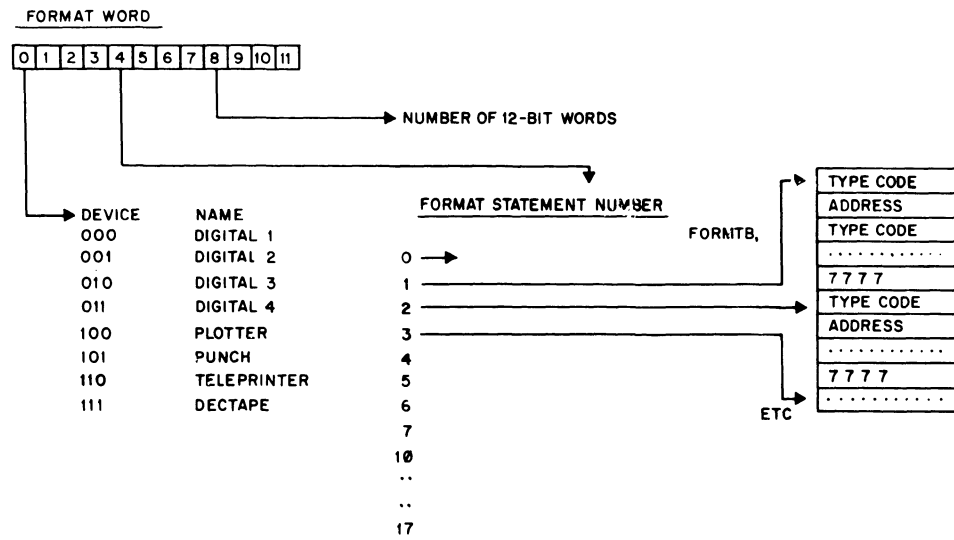 FORMAT WORD
0 1 2 3 4 5 6 7 8 9 10 11
NUMBER OF 12-BIT WORDS
FORMAT STATEMENT NUMBER
DEVICE NAME
000 DIGITAL 1
001 DIGITAL 2
010 DIGITAL 3
011 DIGITAL 4
100 PLOTTER
101 PUNCH
110 TELEPRINTER
111 DECTAPE
0
1
2
3
4
5
6
7
10
..
..
17
FORMTB,
ETC
TYPE CODE
ADDRESS
TYPE CODE
...........
7777
TYPE CODE
ADDRESS
...........
7777
...........